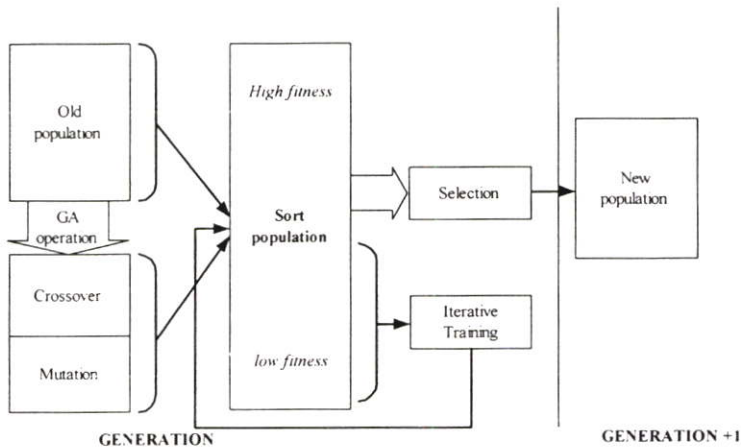 Old
population
GA
operation
Crossover
Mutation
High fitness
Sort
population
low fitness
Selection
Iterative
Training
New
population
GENERATION
GENERATION +1